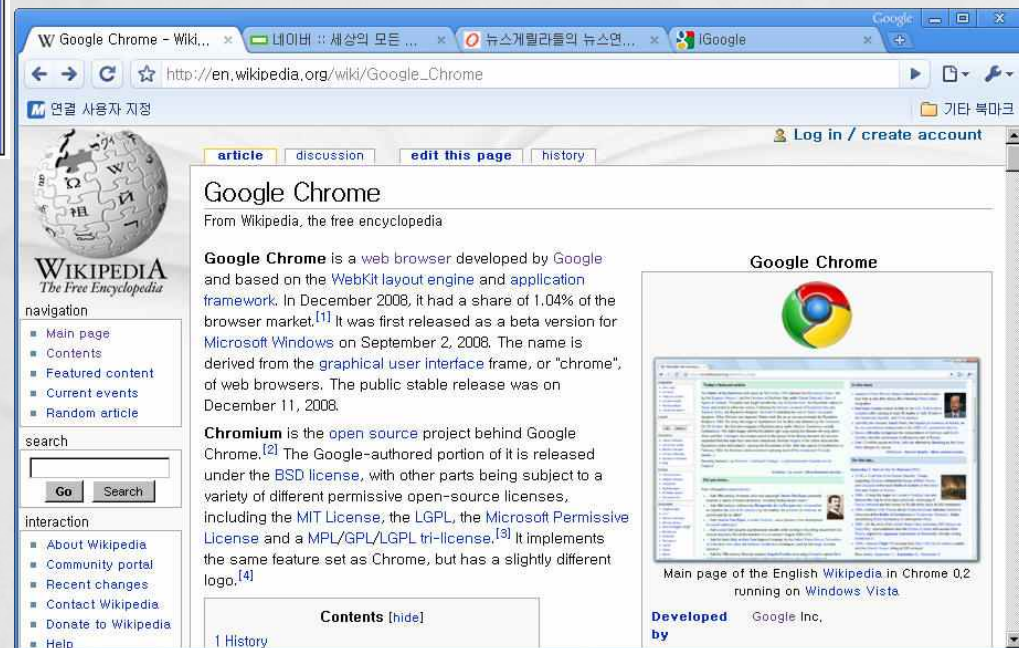 Google
W Google Chrome - Wiki...
네이버 :: 세상의 모든 ...
뉴스게릴라들의 뉴스연...
iGoogle
http://en.wikipedia.org/wiki/Google_Chrome
연결 사용자 지정
기타 북마크
Log in / create account
article discussion edit this page history
WIKIPEDIA
The Free Encyclopedia
navigation
Main page
Contents
Featured content
Current events
Random article
search
Go Search
interaction
About Wikipedia
Community portal
Recent changes
Contact Wikipedia
Donate to Wikipedia
Help
Google Chrome
From Wikipedia, the free encyclopedia
Google Chrome is a web browser developed by Google
and based on the WebKit layout engine and application
framework. In December 2008, it had a share of 1.04% of the
browser market.[1] It was first released as a beta version for
Microsoft Windows on September 2, 2008. The name is
derived from the graphical user interface frame, or "chrome",
of web browsers. The public stable release was on
December 11, 2008.
Chromium is the open source project behind Google
Chrome.[2] The Google-authored portion of it is released
under the BSD license, with other parts being subject to a
variety of different permissive open-source licenses,
including the MIT License, the LGPL, the Microsoft Permissive
License and a MPL/GPL/LGPL tri-license.[3] It implements
the same feature set as Chrome, but has a slightly different
logo.[4]
Contents [hide]
1 History
Google Chrome
Main page of the English Wikipedia in Chrome 0.2
running on Windows Vista
Developed Google Inc.
by